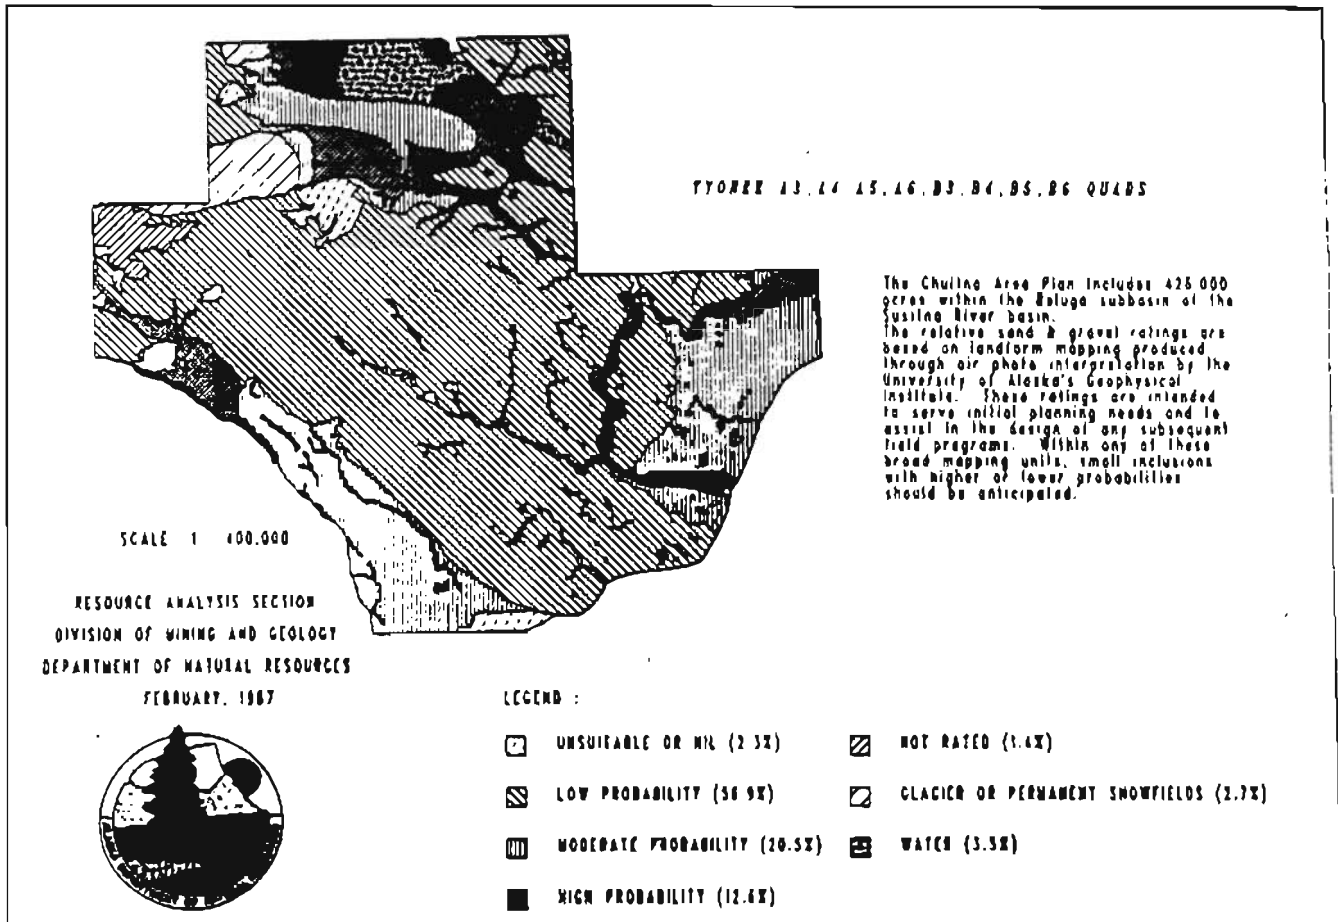 TYONEK A3, A4 A5, A6, B3, B4, B5, B6 QUADS
The Chuitna Area Plan includes 425 000
acres within the Beluga subbasin of the
Susitna River basin.
The relative sand & gravel ratings are
based on landform mapping produced
through air photo interpretation by the
University of Alaska's Geophysical
Institute. These ratings are intended
to serve initial planning needs and to
assist in the design of any subsequent
field programs. Within any of these
broad mapping units, small inclusions
with higher or lower probabilities
should be anticipated.
SCALE 1 400.000
RESOURCE ANALYSIS SECTION
DIVISION OF MINING AND GEOLOGY
DEPARTMENT OF NATURAL RESOURCES
FEBRUARY, 1987
LEGEND :
UNSUITABLE OR NIL (2.3%)
LOW PROBABILITY (56.9%)
MODERATE PROBABILITY (20.5%)
HIGH PROBABILITY (12.6%)
NOT RATED
GLACIER OR PERMANENT SNOWFIELDS (2.7%)
WATER (3.5%)